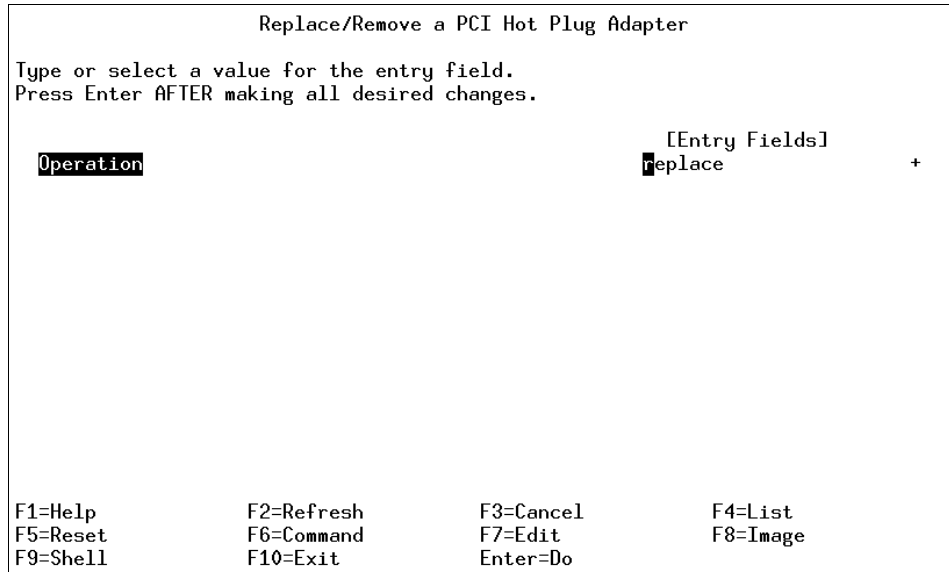 Replace/Remove a PCI Hot Plug Adapter
Type or select a value for the entry field.
Press Enter AFTER making all desired changes.
[Entry Fields]
Operation replace +
F1=Help F2=Refresh F3=Cancel F4=List
F5=Reset F6=Command F7=Edit F8=Image
F9=Shell F10=Exit Enter=Do